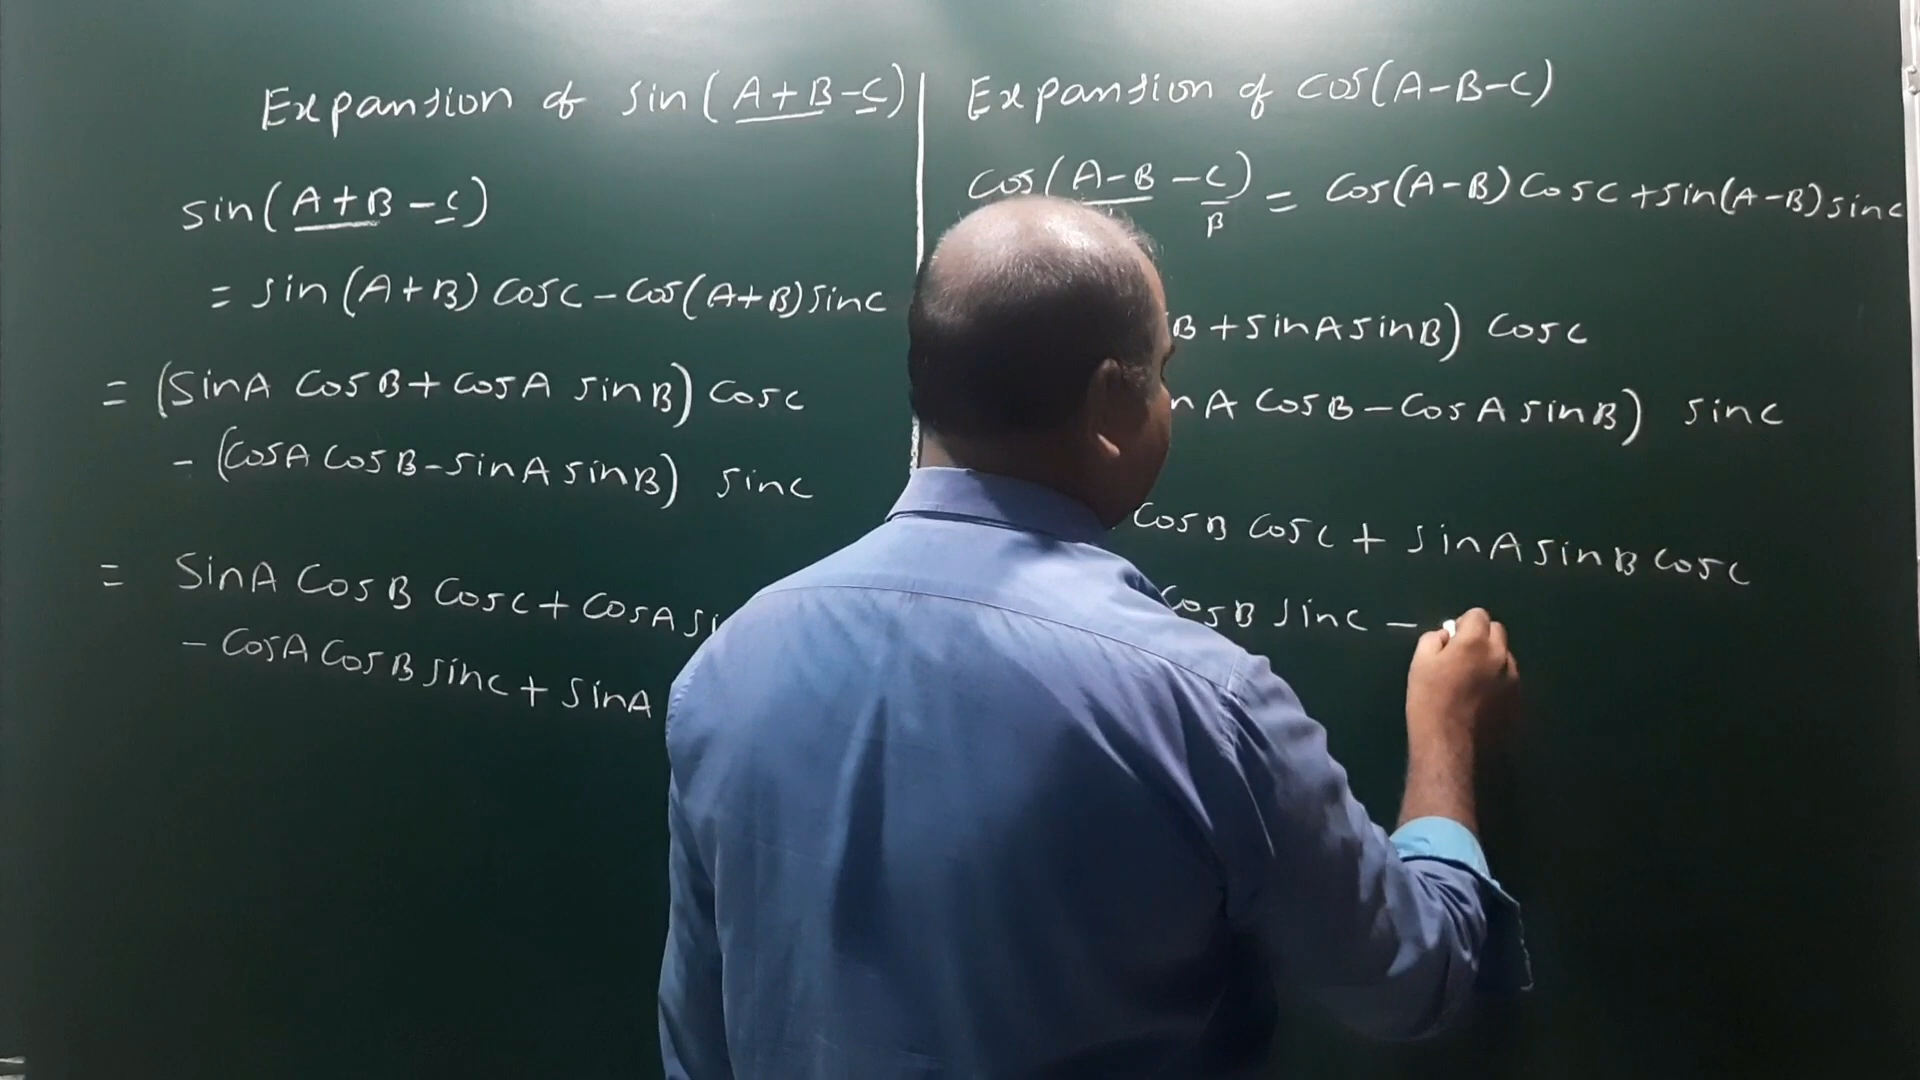 Expansion of sin(A+B-C)
sin(A+B-C)
= sin(A+B) cosc - cos(A+B) sinc
= (SinA CosB + cosA sinB) cosc
- (cosA cosB - sinA sinB) sinc
= SinA CosB Cosc + CosA
- CosA CosB sinc + sinA
Expansion of cos(A-B-C)
cos(A-B-C) = Cos(A-B) Cosc + sin(A-B) sinc
β
B + sinA sinB) Cosc
A CosB - CosA sinB) sinc
CosB Cosc + sinA sinB Cosc
CosB sinc -